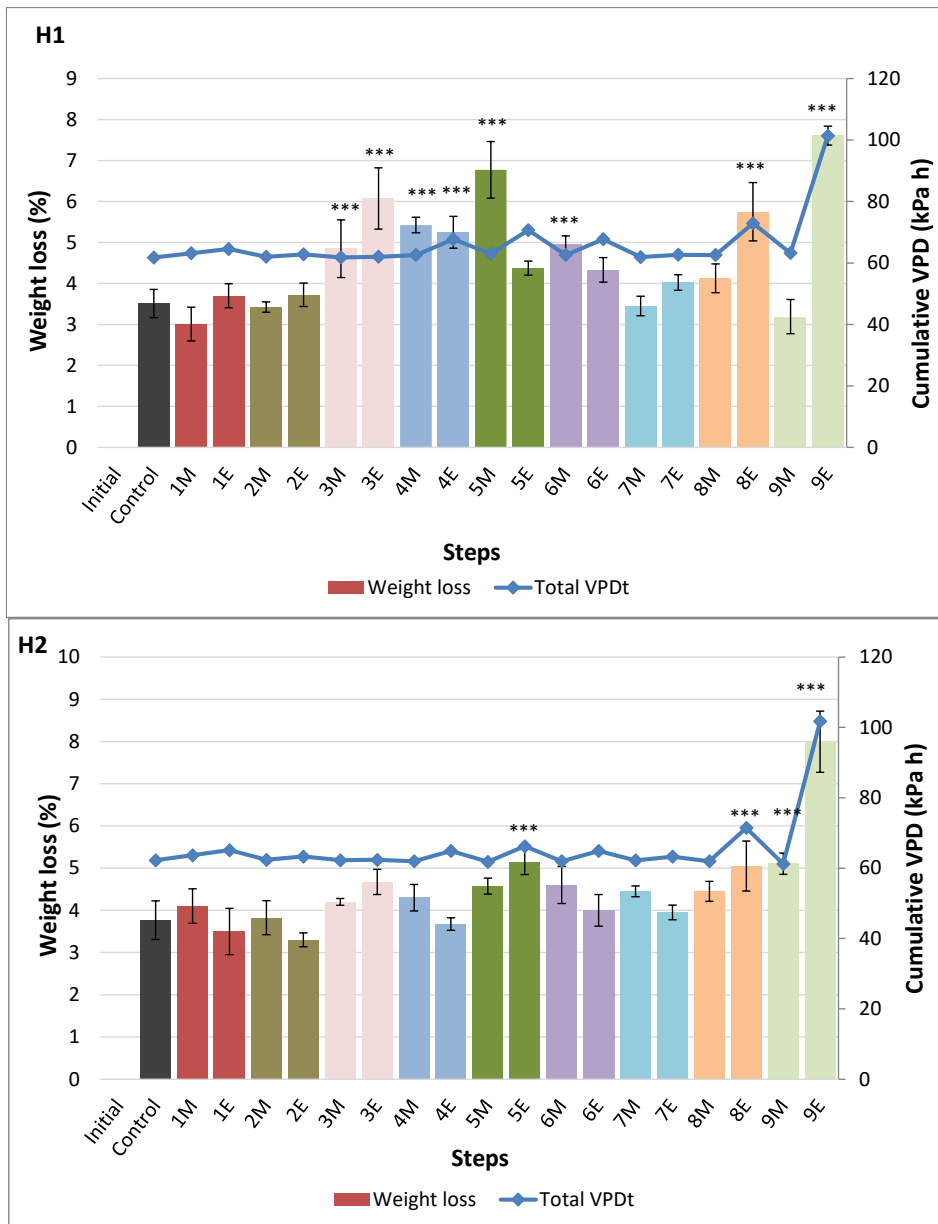 H1
Weight loss (%)
9
8
7
6
5
4
3
2
1
0
120
100
80
60
40
20
0
Cumulative VPD (kPa h)
*** *** *** *** *** *** *** ***
Initial Control 1M 1E 2M 2E 3M 3E 4M 4E 5M 5E 6M 6E 7M 7E 8M 8E 9M 9E
Steps
Weight loss Total VPDt
H2
Weight loss (%)
10
9
8
7
6
5
4
3
2
1
0
120
100
80
60
40
20
0
Cumulative VPD (kPa h)
*** *** *** ***
Initial Control 1M 1E 2M 2E 3M 3E 4M 4E 5M 5E 6M 6E 7M 7E 8M 8E 9M 9E
Steps
Weight loss Total VPDt